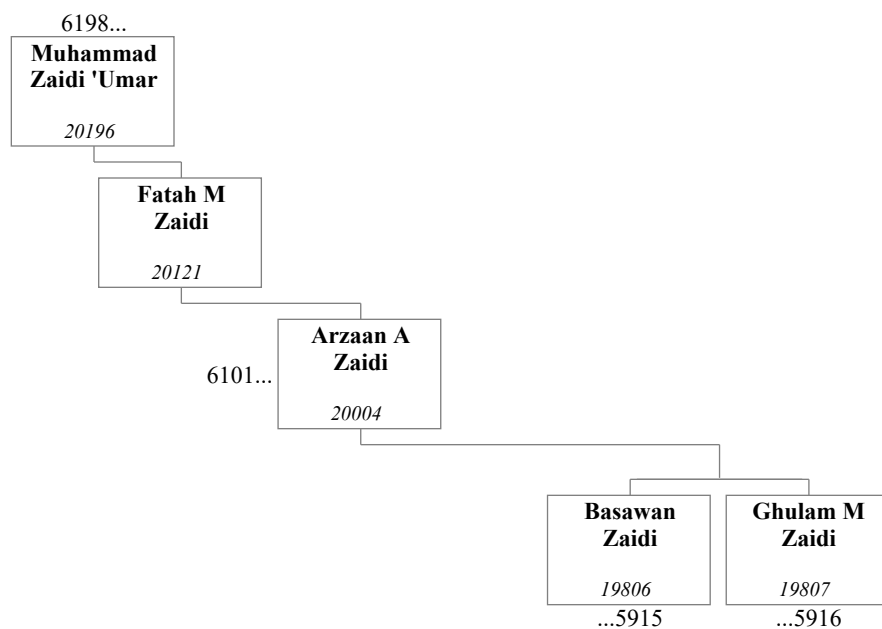 6198...
Muhammad
Zaidi 'Umar
20196
Fatah M
Zaidi
20121
Arzaan A
Zaidi
6101...
20004
Basawan
Zaidi
19806
...5915
Ghulam M
Zaidi
19807
...5916